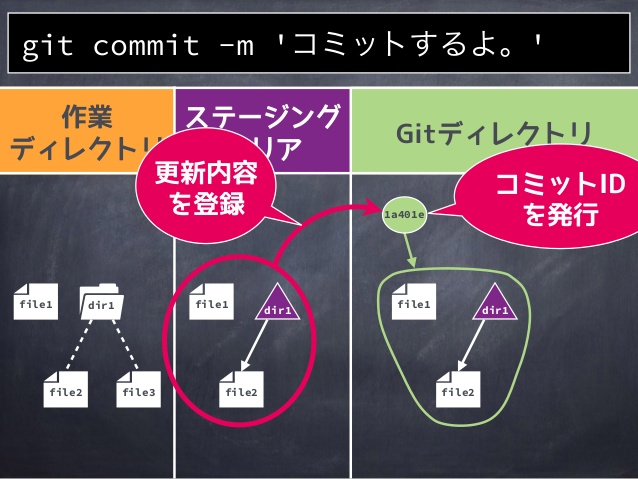 git commit -m 'コミットするよ。'
作業
ディレクトリ
ステージング
リア
Gitディレクトリ
更新内容
を登録
コミットID
を発行
1a401e
file1
dir1
file1
dir1
file1
dir1
file2
file3
file2
file2